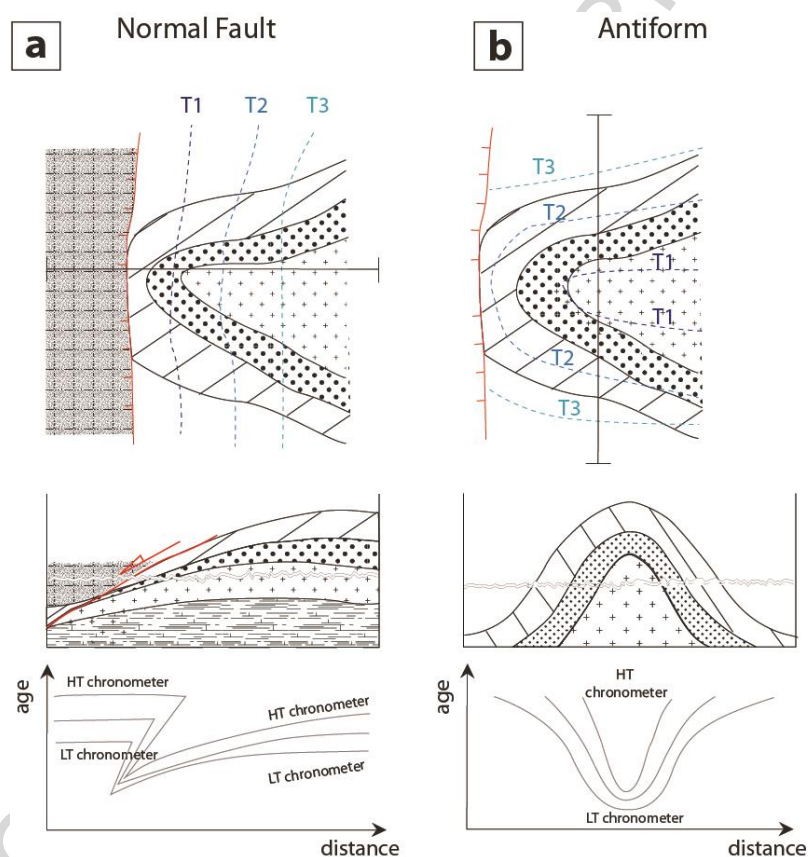 a
Normal Fault
T1
T2
T3
HT chronometer
LT chronometer
HT chronometer
LT chronometer
age
distance
b
Antiform
T3
T2
T1
T1
T2
T3
HT
chronometer
LT chronometer
age
distance